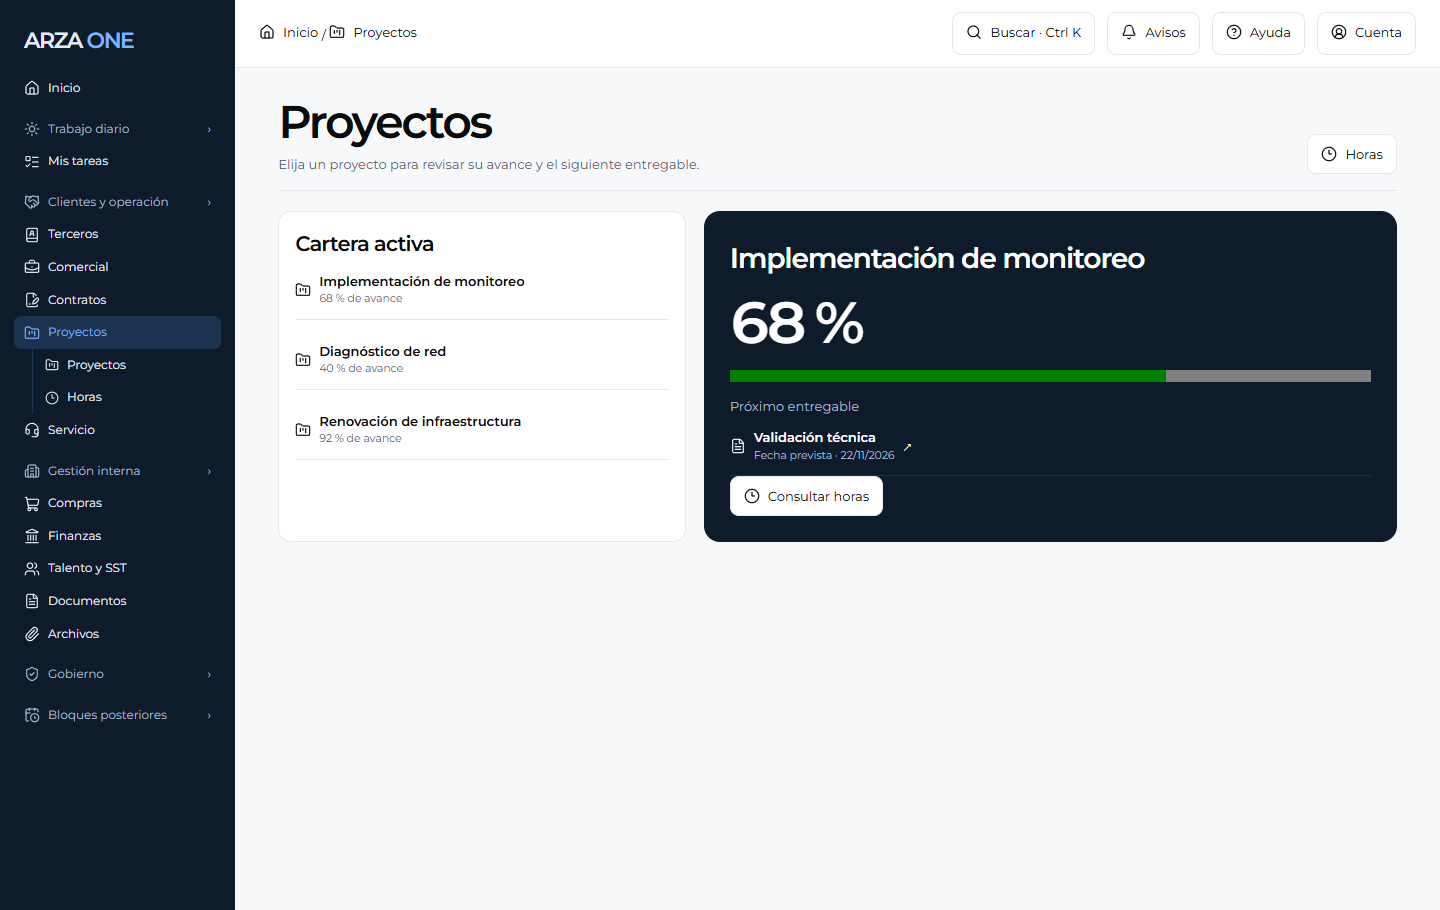 ARZA ONE
Inicio
Trabajo diario ›
Mis tareas
Clientes y operación ›
Terceros
Comercial
Contratos
Proyectos
Proyectos
Horas
Servicio
Gestión interna ›
Compras
Finanzas
Talento y SST
Documentos
Archivos
Gobierno ›
Bloques posteriores ›
Inicio / Proyectos
Buscar · Ctrl K
Avisos
Ayuda
Cuenta
Proyectos
Elija un proyecto para revisar su avance y el siguiente entregable.
Horas
Cartera activa
Implementación de monitoreo
68 % de avance
Diagnóstico de red
40 % de avance
Renovación de infraestructura
92 % de avance
Implementación de monitoreo
68 %
Próximo entregable
Validación técnica
Fecha prevista · 22/11/2026 ↗
Consultar horas